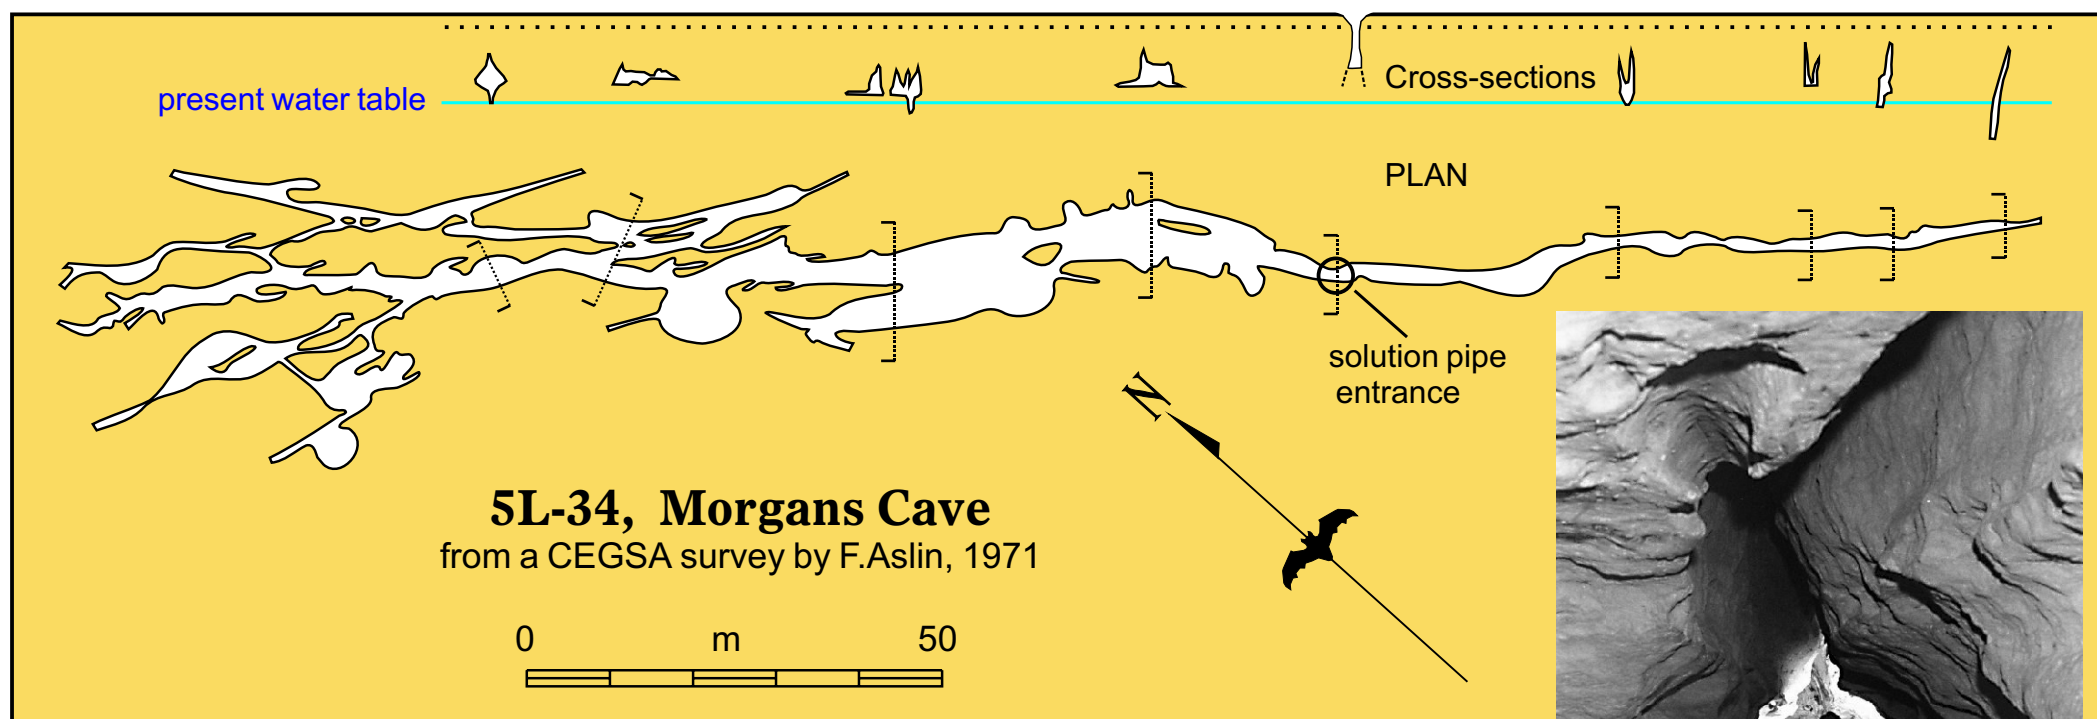 present water table
Cross-sections
PLAN
solution pipe
entrance
N
5L-34, Morgans Cave
from a CEGSA survey by F.Aslin, 1971
0 m 50